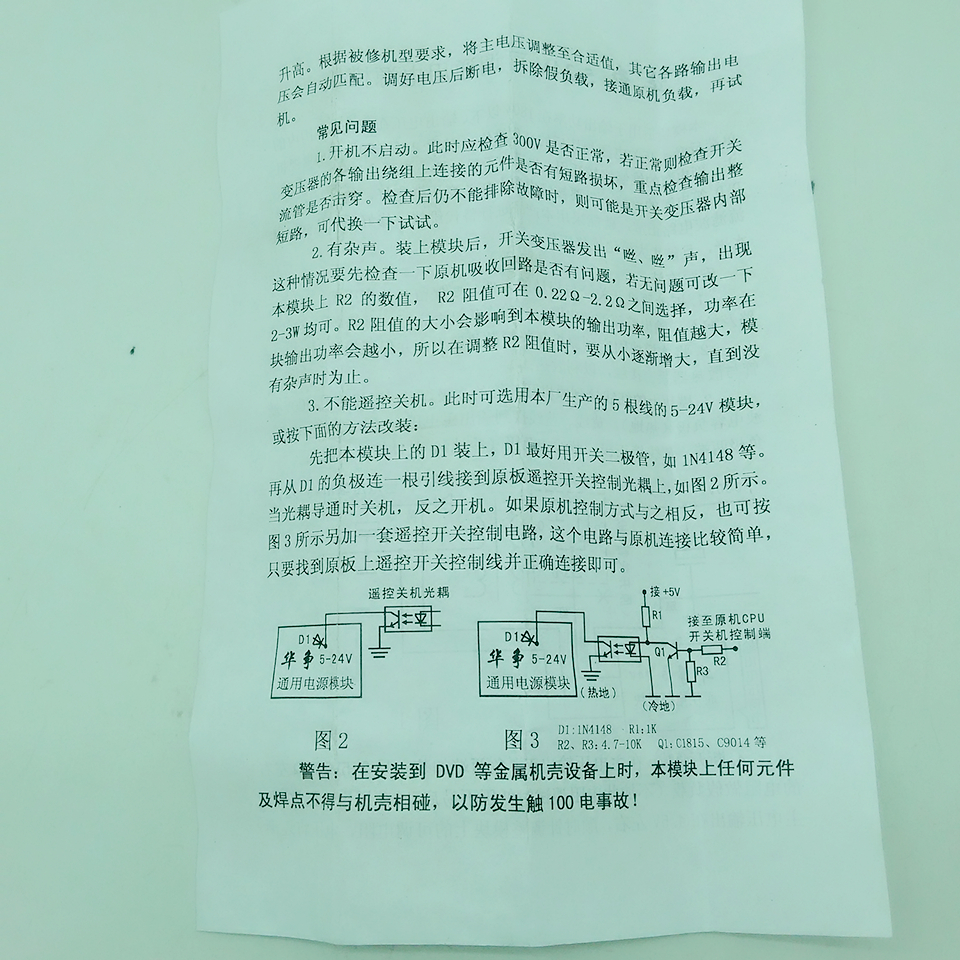 升高。根据被修机型要求，将主电压调整至合适值，其它各路输出电
压会自动匹配。调好电压后断电，拆除假负载，接通原机负载，再试
机。
常见问题
1.开机不启动。此时应检查300V是否正常，若正常则检查开关
变压器的各输出绕组上连接的元件是否有短路损坏，重点检查输出整
流管是否击穿。检查后仍不能排除故障时，则可能是开关变压器内部
短路，可代换一下试试。
2.有杂声。装上模块后，开关变压器发出“咝、咝”声，出现
这种情况要先检查一下原机吸收回路是否有问题，若无问题可改一下
本模块上 R2 的数值， R2 阻值可在 0.22Ω-2.2Ω之间选择，功率在
2-3W均可。R2阻值的大小会影响到本模块的输出功率,阻值越大，模
块输出功率会越小，所以在调整R2阻值时，要从小逐渐增大，直到没
有杂声时为止。
3.不能遥控关机。此时可选用本厂生产的5根线的5-24V模块，
或按下面的方法改装：
先把本模块上的D1装上，D1最好用开关二极管，如1N4148等。
再从D1的负极连一根引线接到原板遥控开关控制光耦上,如图2所示。
当光耦导通时关机，反之开机。如果原机控制方式与之相反，也可按
图3所示另加一套遥控开关控制电路，这个电路与原机连接比较简单，
只要找到原板上遥控开关控制线并正确连接即可。
遥控关机光耦
D1
华争 5-24V
通用电源模块
图2
接+5V
R1
接至原机CPU
开关机控制端
D1
华争 5-24V
通用电源模块
Q1
R2
R3
(热地)
(冷地)
图3
D1:1N4148 R1:1K
R2、R3:4.7-10K Q1:C1815、C9014等
警告：在安装到 DVD 等金属机壳设备上时，本模块上任何元件
及焊点不得与机壳相碰，以防发生触100电事故！